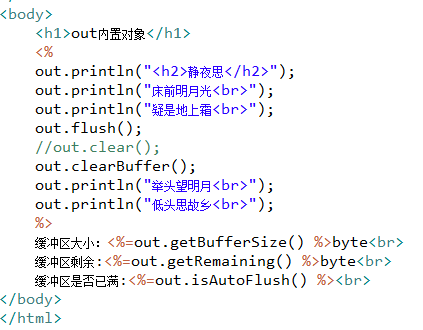 <body>
<h1>out内置对象</h1>
<%
out.println("<h2>静夜思</h2>");
out.println("床前明月光<br>");
out.println("疑是地上霜<br>");
out.flush();
//out.clear();
out.clearBuffer();
out.println("举头望明月<br>");
out.println("低头思故乡<br>");
%>
缓冲区大小：<%=out.getBufferSize() %>byte<br>
缓冲区剩余:<%=out.getRemaining() %>byte<br>
缓冲区是否已满:<%=out.isAutoFlush() %><br>
</body>
</html>